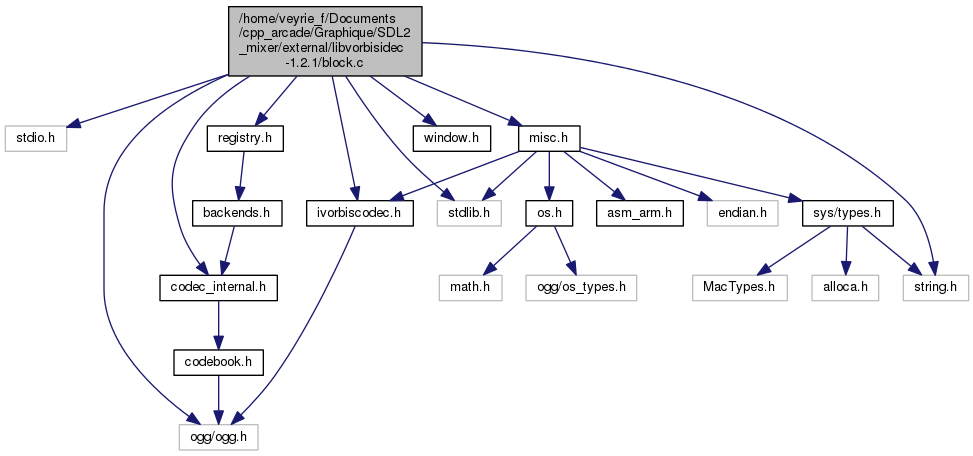 /home/veyrie_f/Documents
/cpp_arcade/Graphique/SDL2
_mixer/external/libvorbisidec
-1.2.1/block.c
stdio.h
registry.h
window.h
misc.h
backends.h
ivorbiscodec.h
stdlib.h
os.h
asm_arm.h
endian.h
sys/types.h
codec_internal.h
math.h
ogg/os_types.h
MacTypes.h
alloca.h
string.h
codebook.h
ogg/ogg.h